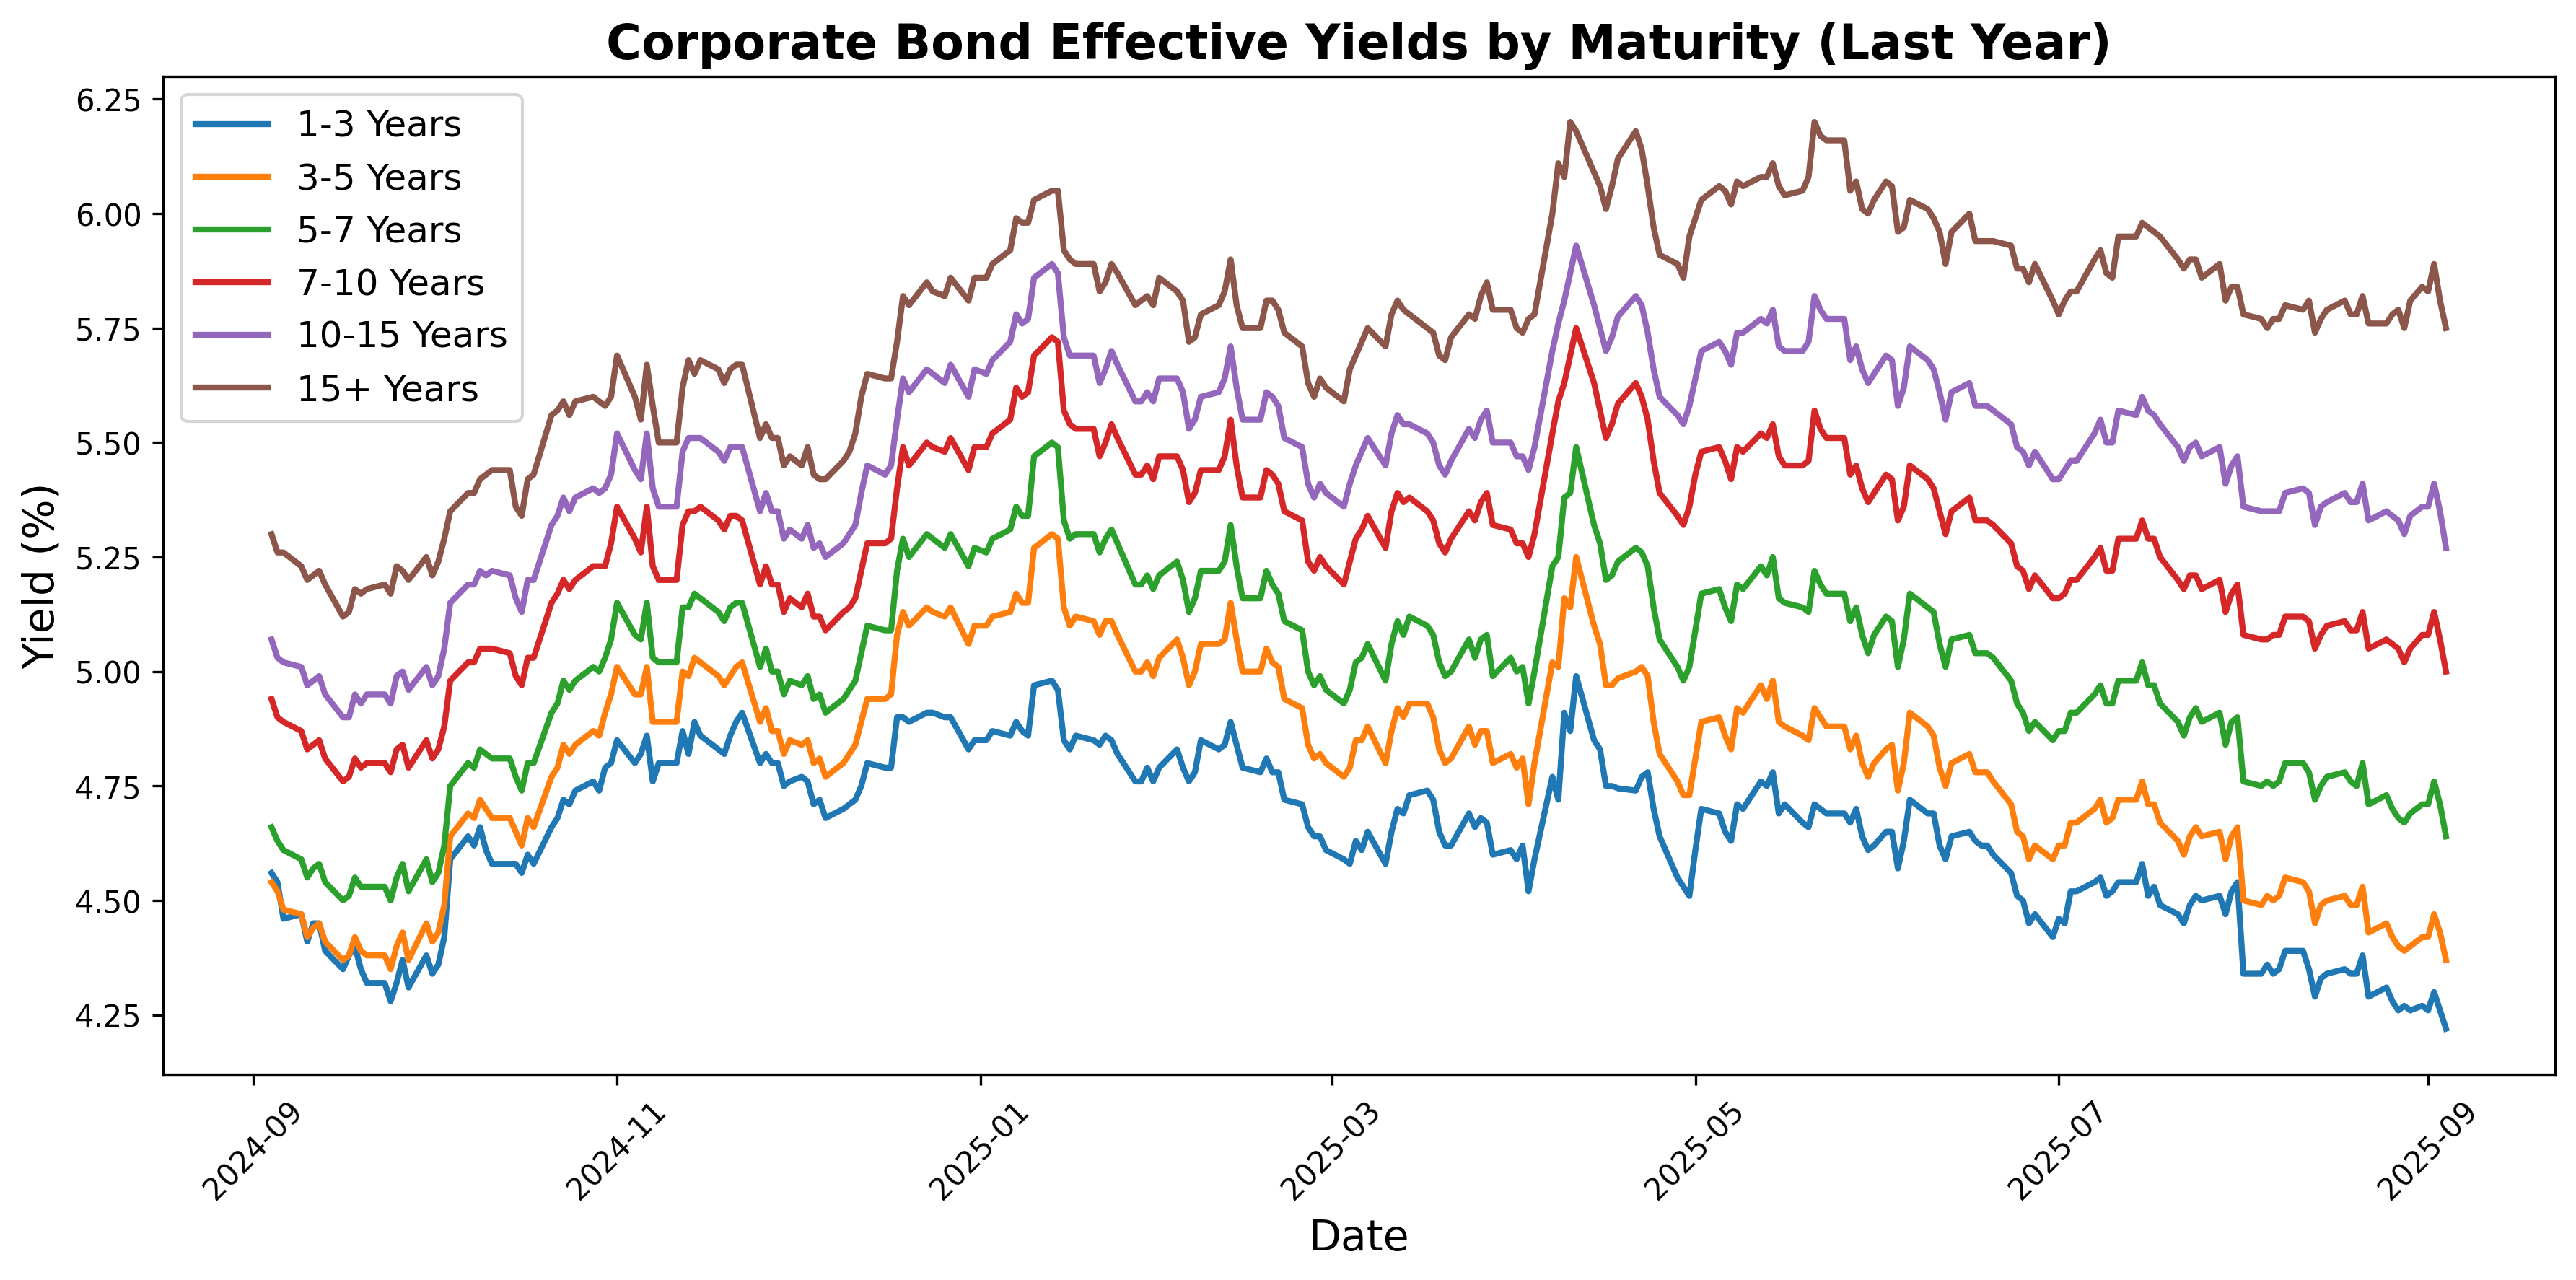 Corporate Bond Effective Yields by Maturity (Last Year)
6.25
6.00
5.75
5.50
5.25
5.00
4.75
4.50
4.25
Yield (%)
1-3 Years
3-5 Years
5-7 Years
7-10 Years
10-15 Years
15+ Years
2024-09
2024-11
2025-01
2025-03
2025-05
2025-07
2025-09
Date